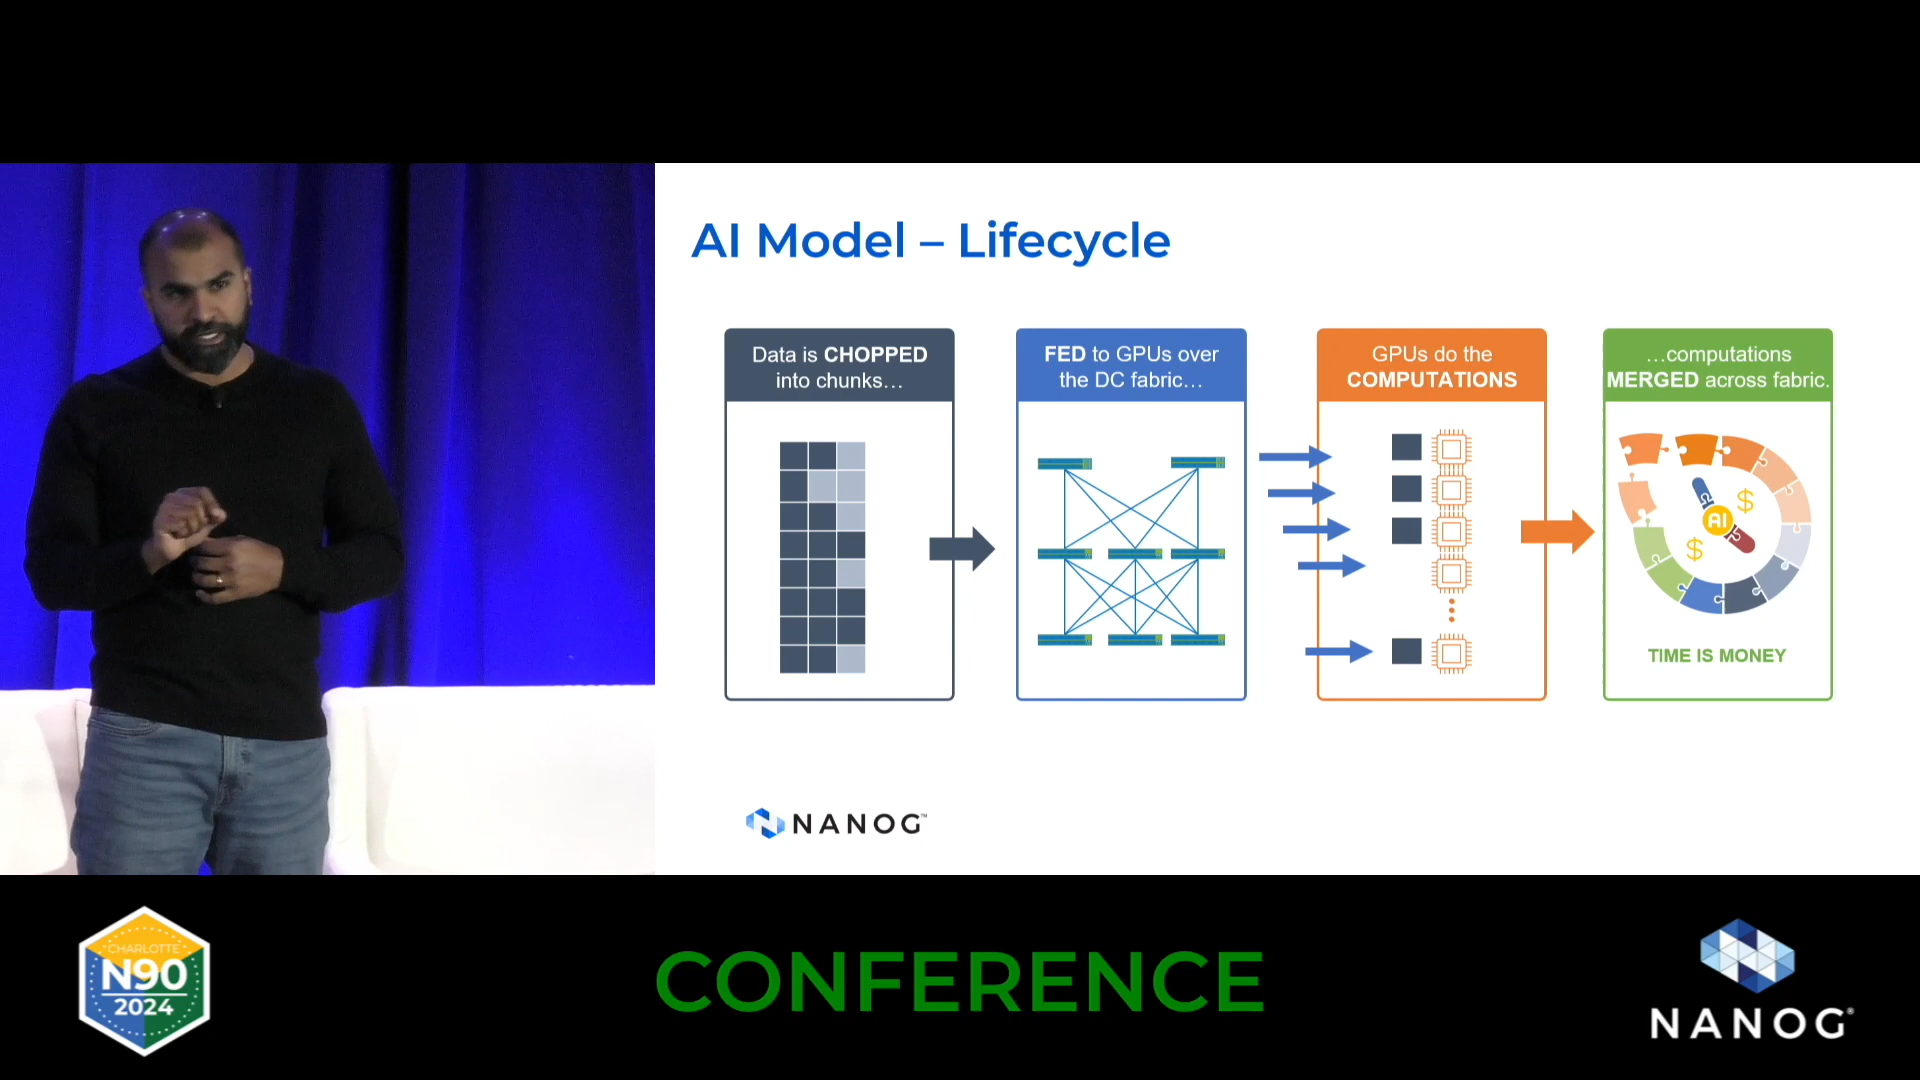 AI Model – Lifecycle
Data is CHOPPED
into chunks…
FED to GPUs over
the DC fabric…
GPUs do the
COMPUTATIONS
…computations
MERGED across fabric.
AI
$
$
TIME IS MONEY
NANOG™
CHARLOTTE
N90
2024
CONFERENCE
NANOG®